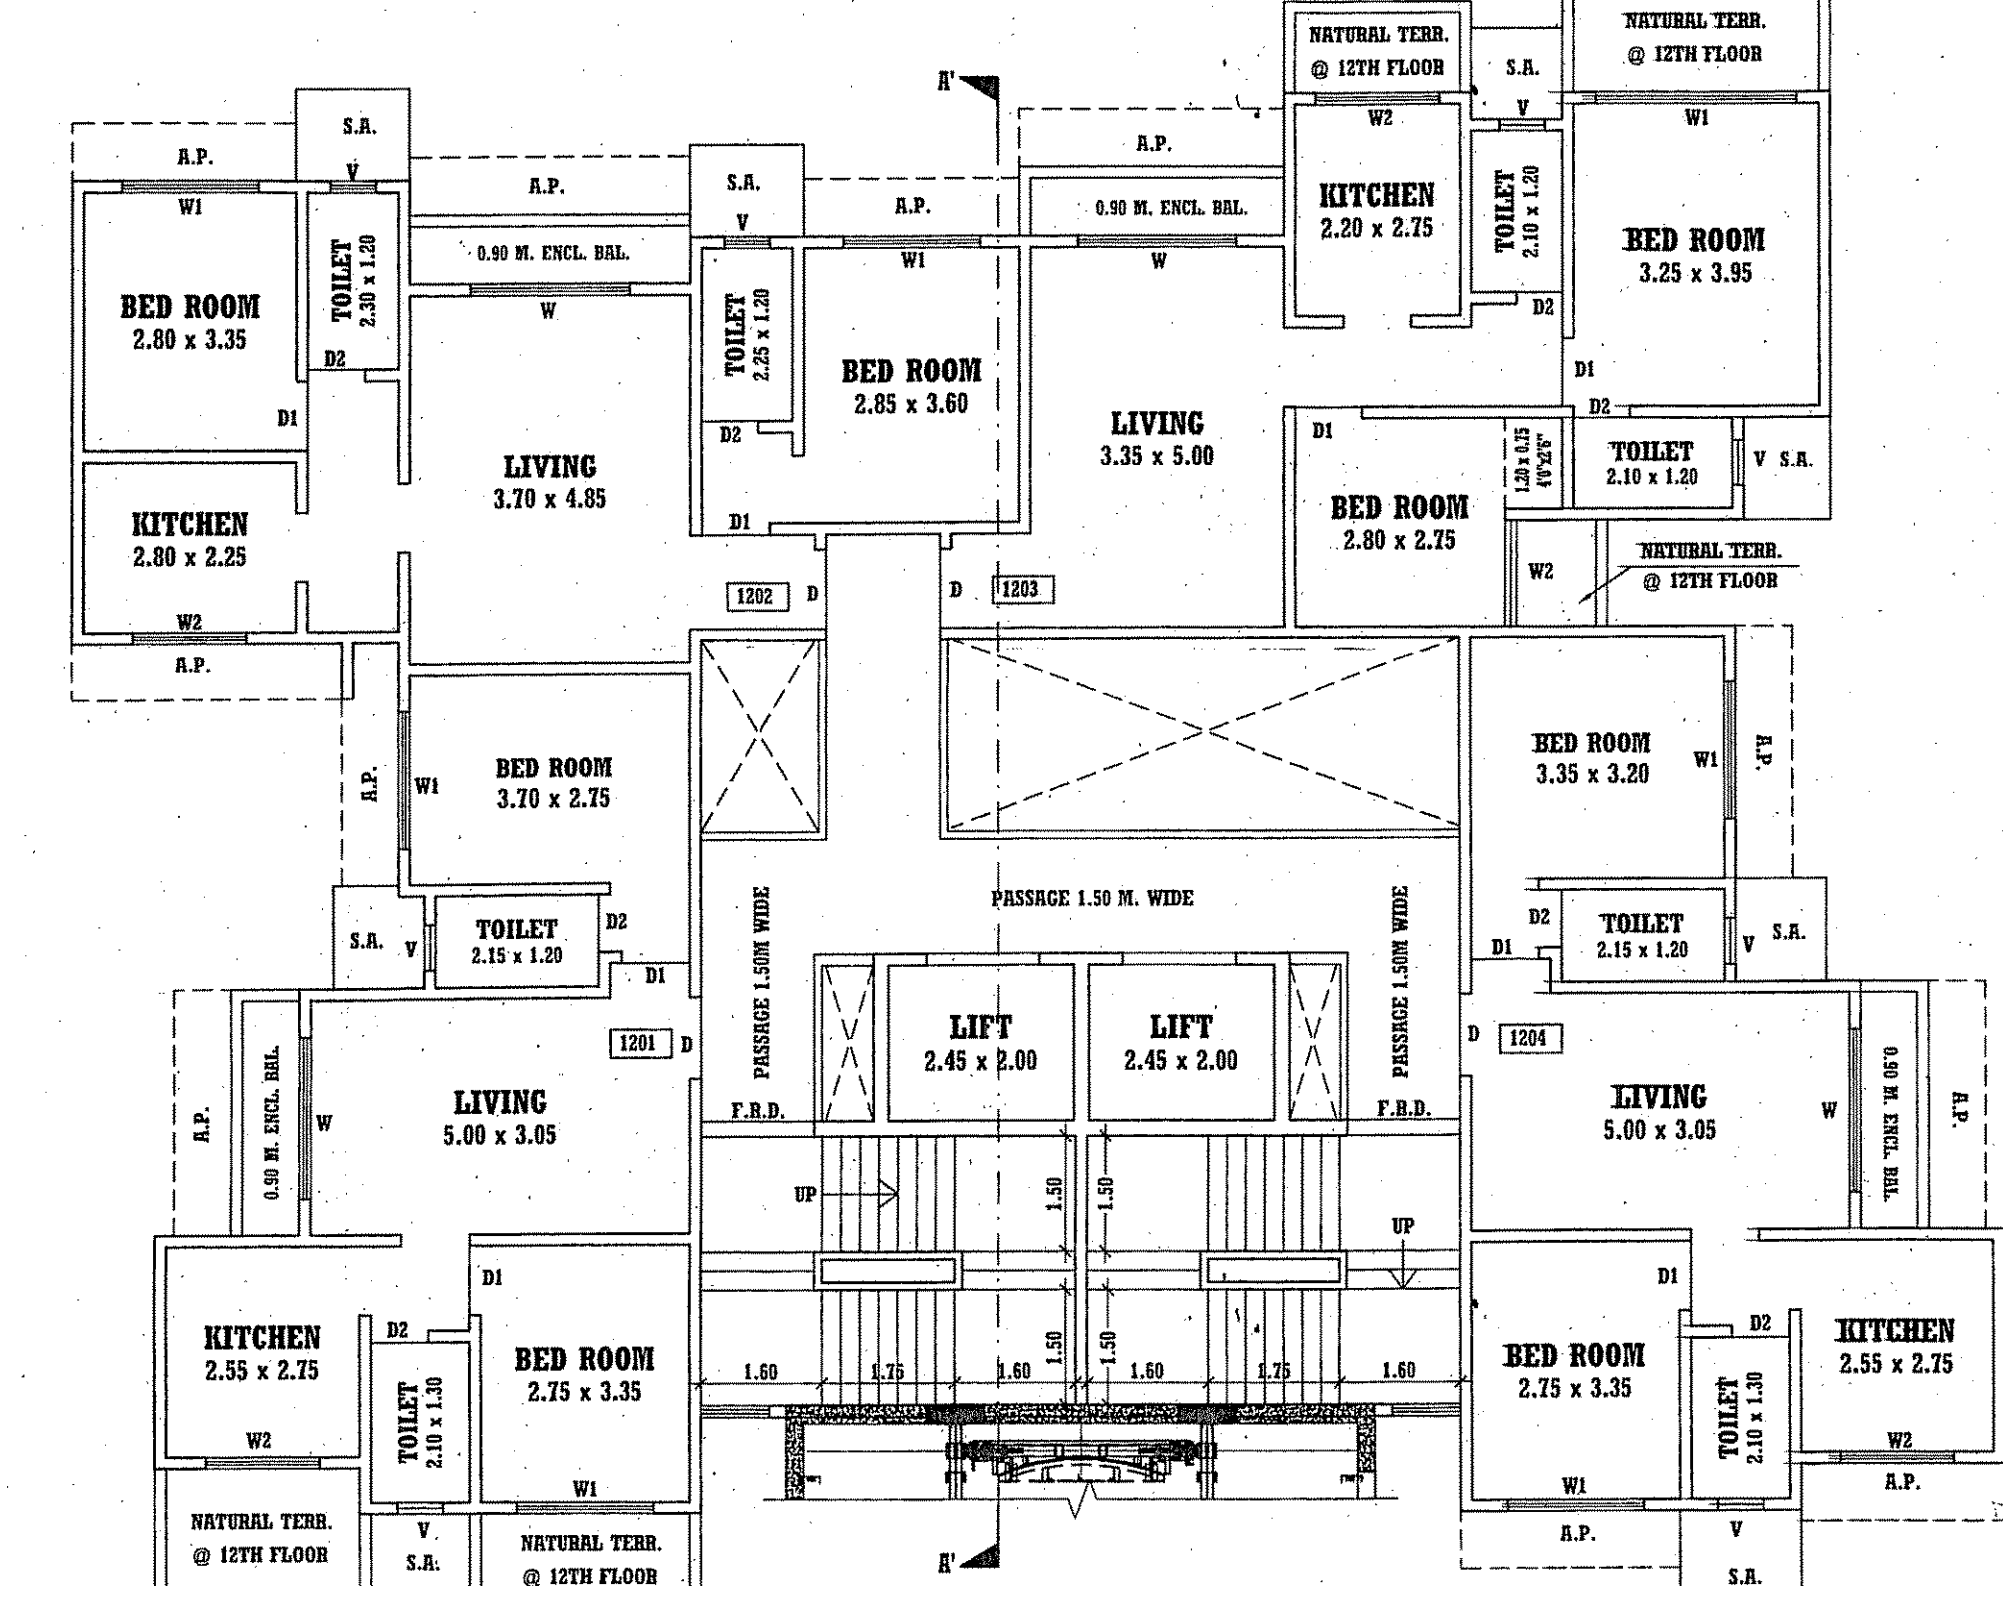 NATURAL TERR.
@ 12TH FLOOR
S.A.
V
NATURAL TERR.
@ 12TH FLOOR
A'
S.A.
V
A.P.
W1
A.P.
S.A.
V
A.P.
W1
A.P.
0.90 M. ENCL. BAL.
W
W2
KITCHEN
2.20 x 2.75
TOILET
2.10 x 1.20
D2
W1
BED ROOM
3.25 x 3.95
D1
BED ROOM
2.80 x 3.35
D1
TOILET
2.30 x 1.20
D2
0.90 M. ENCL. BAL.
W
LIVING
3.70 x 4.85
TOILET
2.25 x 1.20
D2
D1
BED ROOM
2.85 x 3.60
LIVING
3.35 x 5.00
D1
BED ROOM
2.80 x 2.75
1.20 x 0.75
4'0"x2'6"
D2
TOILET
2.10 x 1.20
V
S.A.
W2
NATURAL TERR.
@ 12TH FLOOR
KITCHEN
2.80 x 2.25
W2
A.P.
1202
D
D
1203
A.P.
W1
BED ROOM
3.70 x 2.75
BED ROOM
3.35 x 3.20
W1
A.P.
S.A.
V
TOILET
2.15 x 1.20
D2
D1
PASSAGE 1.50M WIDE
PASSAGE 1.50 M. WIDE
PASSAGE 1.50M WIDE
D2
D1
TOILET
2.15 x 1.20
V
S.A.
1201
D
LIFT
2.45 x 2.00
LIFT
2.45 x 2.00
D
1204
A.P.
0.90 M. ENCL. BAL.
W
LIVING
5.00 x 3.05
F.R.D.
F.R.D.
LIVING
5.00 x 3.05
W
0.90 M. ENCL. BAL.
A.P.
UP
1.50
1.50
UP
D1
D1
KITCHEN
2.55 x 2.75
W2
D2
TOILET
2.10 x 1.30
BED ROOM
2.75 x 3.35
W1
1.50
1.50
1.60
1.75
1.60
1.60
1.75
1.60
BED ROOM
2.75 x 3.35
W1
D2
TOILET
2.10 x 1.30
KITCHEN
2.55 x 2.75
W2
A.P.
NATURAL TERR.
@ 12TH FLOOR
V
S.A.
NATURAL TERR.
@ 12TH FLOOR
A'
A.P.
V
S.A.